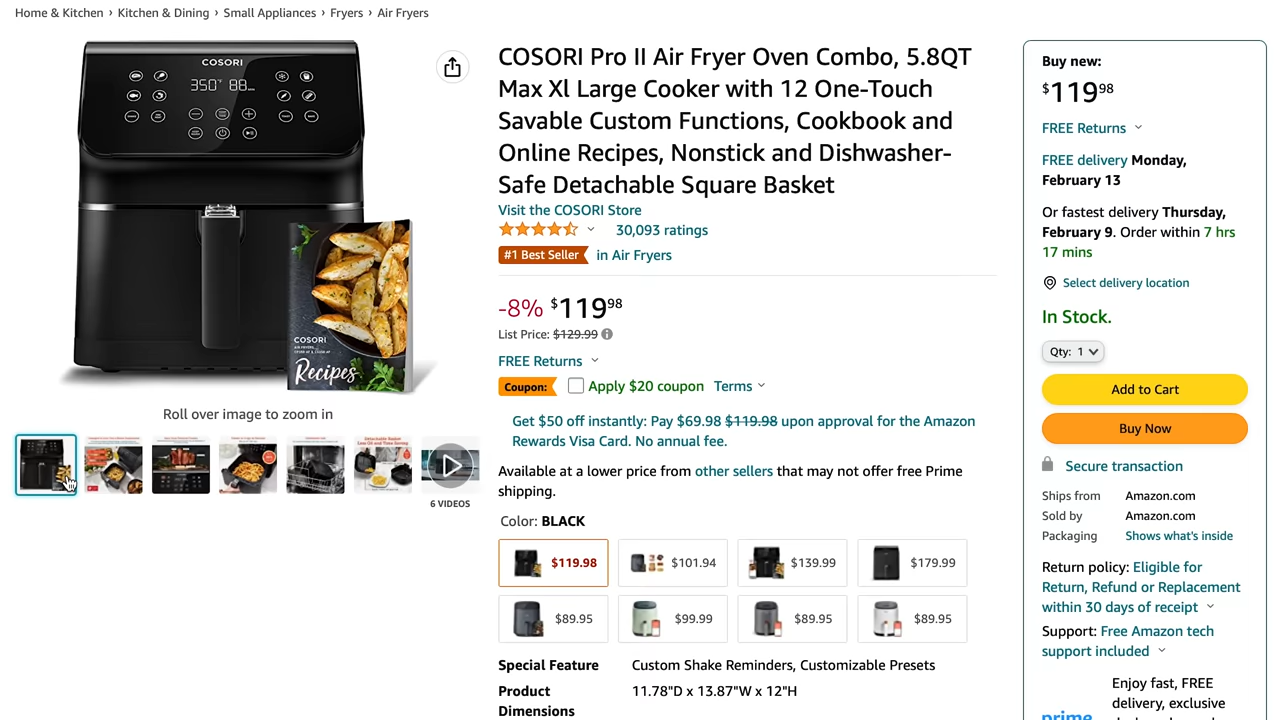 Home & Kitchen › Kitchen & Dining › Small Appliances › Fryers › Air Fryers
COSORI
350°F 88
COSORI
Recipes
Roll over image to zoom in
6 VIDEOS
COSORI Pro II Air Fryer Oven Combo, 5.8QT
Max Xl Large Cooker with 12 One-Touch
Savable Custom Functions, Cookbook and
Online Recipes, Nonstick and Dishwasher-
Safe Detachable Square Basket
Visit the COSORI Store
30,093 ratings
#1 Best Seller in Air Fryers
-8% $119 98
List Price: $129.99
FREE Returns
Coupon: Apply $20 coupon Terms
Get $50 off instantly: Pay $69.98 $119.98 upon approval for the Amazon
Rewards Visa Card. No annual fee.
Available at a lower price from other sellers that may not offer free Prime
shipping.
Color: BLACK
$119.98 $101.94 $139.99 $179.99
$89.95 $99.99 $89.95 $89.95
Special Feature Custom Shake Reminders, Customizable Presets
Product 11.78"D x 13.87"W x 12"H
Dimensions
Buy new:
$119 98
FREE Returns
FREE delivery Monday,
February 13
Or fastest delivery Thursday,
February 9. Order within 7 hrs
17 mins
Select delivery location
In Stock.
Qty: 1
Add to Cart
Buy Now
Secure transaction
Ships from Amazon.com
Sold by Amazon.com
Packaging Shows what's inside
Return policy: Eligible for
Return, Refund or Replacement
within 30 days of receipt
Support: Free Amazon tech
support included
Enjoy fast, FREE
delivery, exclusive
prime